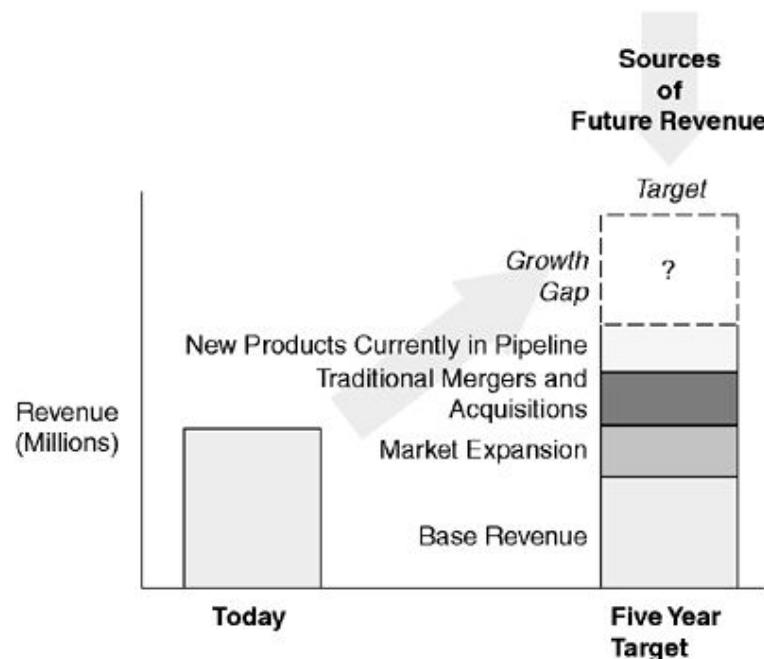 Sources
of
Future Revenue
Target
Growth
Gap
?
New Products Currently in Pipeline
Traditional Mergers and
Acquisitions
Revenue
(Millions)
Market Expansion
Base Revenue
Today
Five Year
Target